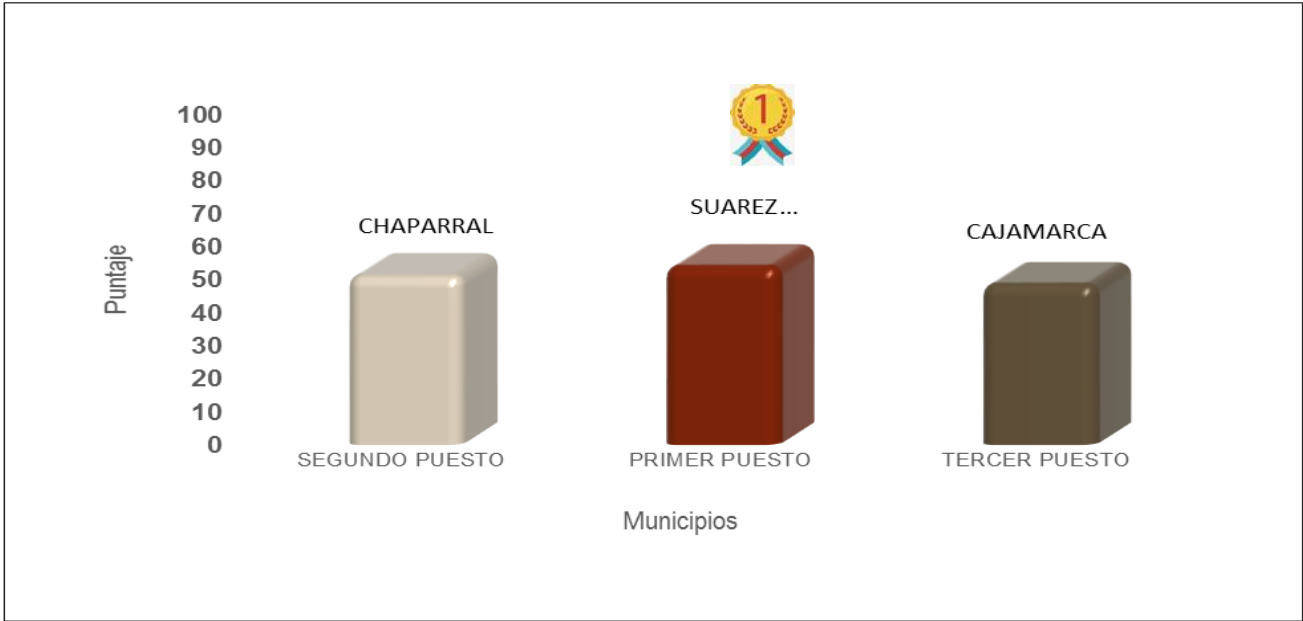 1
100
90
80
70
60
50
40
30
20
10
0
Puntaje
CHAPARRAL
SUAREZ...
CAJAMARCA
SEGUNDO PUESTO
PRIMER PUESTO
TERCER PUESTO
Municipios